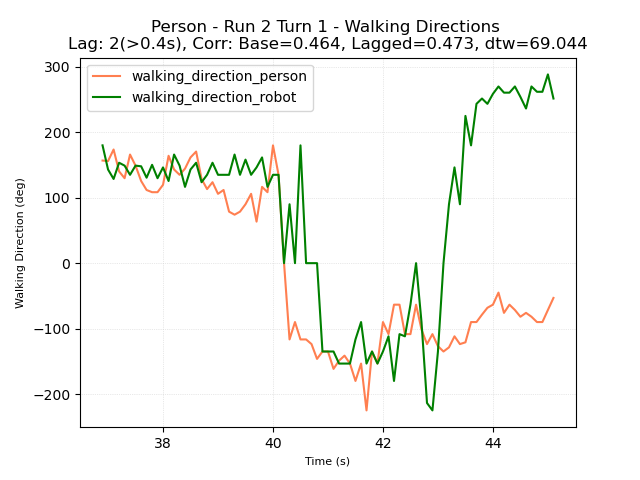 Person - Run 2 Turn 1 - Walking Directions
Lag: 2(>0.4s), Corr: Base=0.464, Lagged=0.473, dtw=69.044
walking_direction_person
walking_direction_robot
Walking Direction (deg)
300
200
100
0
−100
−200
38
40
42
44
Time (s)